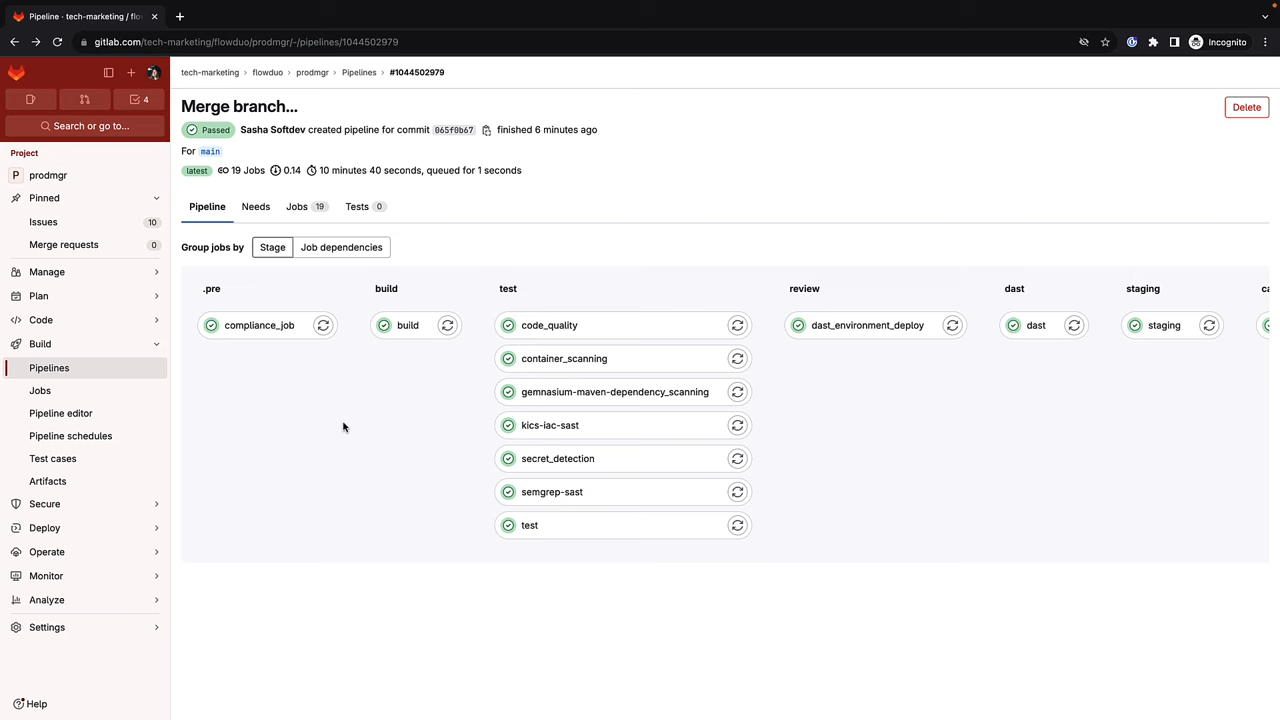 Pipeline · tech-marketing / flo
gitlab.com/tech-marketing/flowduo/prodmgr/-/pipelines/1044502979
Incognito
4
Search or go to...
Project
P prodmgr
Pinned
Issues 10
Merge requests 0
Manage
Plan
Code
Build
Pipelines
Jobs
Pipeline editor
Pipeline schedules
Test cases
Artifacts
Secure
Deploy
Operate
Monitor
Analyze
Settings
Help
tech-marketing › flowduo › prodmgr › Pipelines › #1044502979
Merge branch...
Delete
Passed Sasha Softdev created pipeline for commit 065f0b67 finished 6 minutes ago
For main
latest 19 Jobs 0.14 10 minutes 40 seconds, queued for 1 seconds
Pipeline Needs Jobs 19 Tests 0
Group jobs by Stage Job dependencies
.pre
compliance_job
build
build
test
code_quality
container_scanning
gemnasium-maven-dependency_scanning
kics-iac-sast
secret_detection
semgrep-sast
test
review
dast_environment_deploy
dast
dast
staging
staging